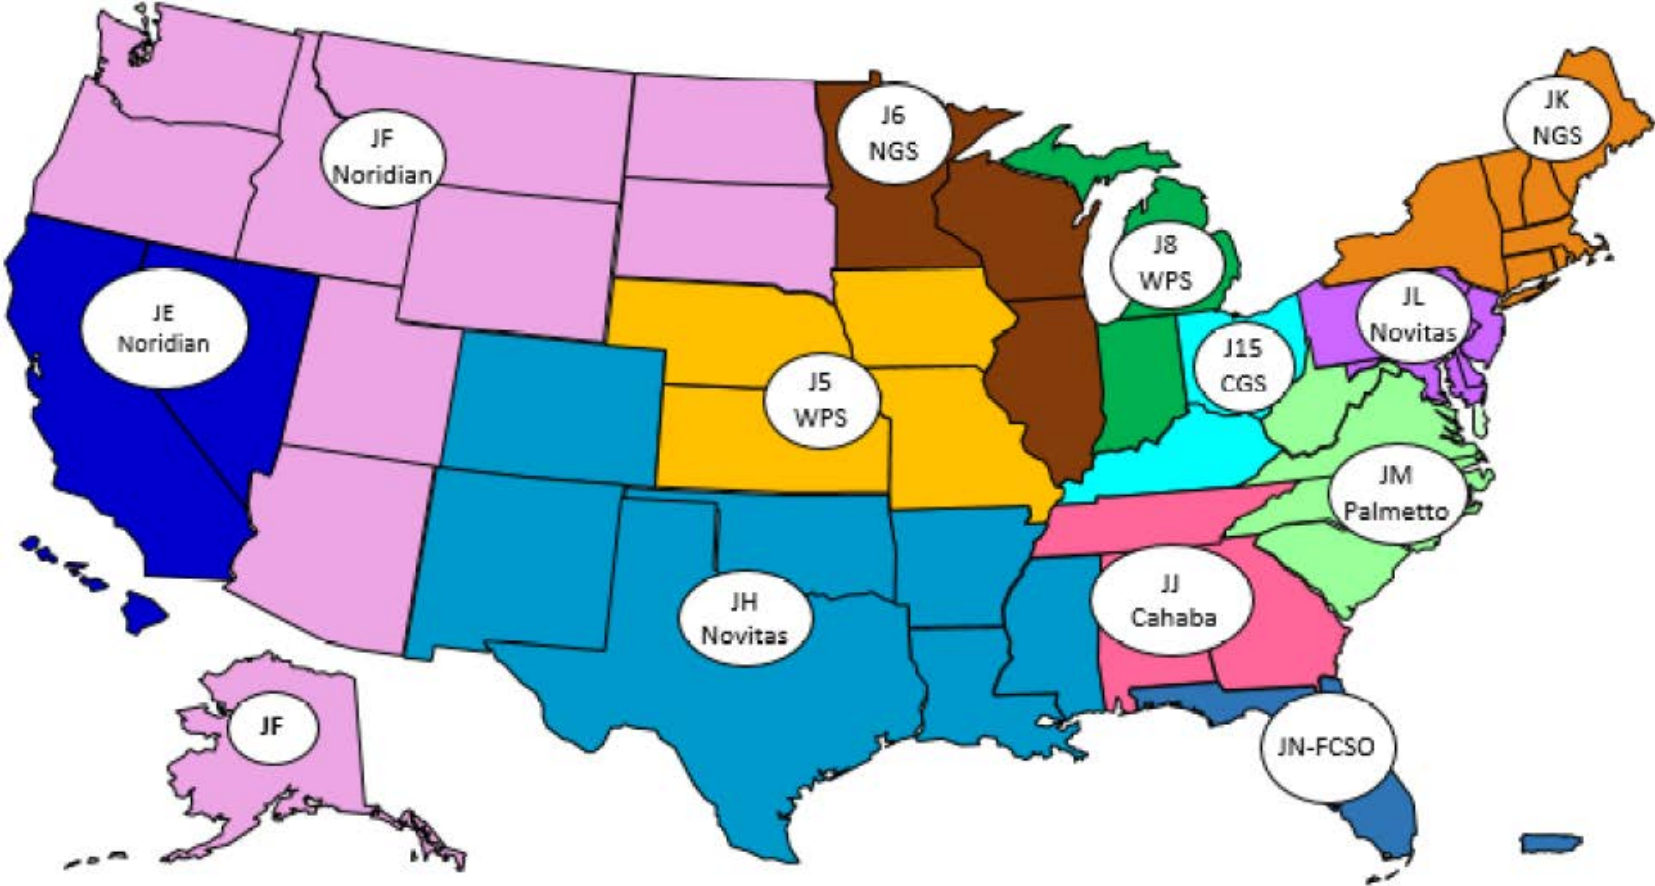 JF
Noridian
J6
NGS
JK
NGS
J8
WPS
JE
Noridian
JL
Novitas
J15
CGS
J5
WPS
JM
Palmetto
JH
Novitas
JJ
Cahaba
JF
JN-FCSO